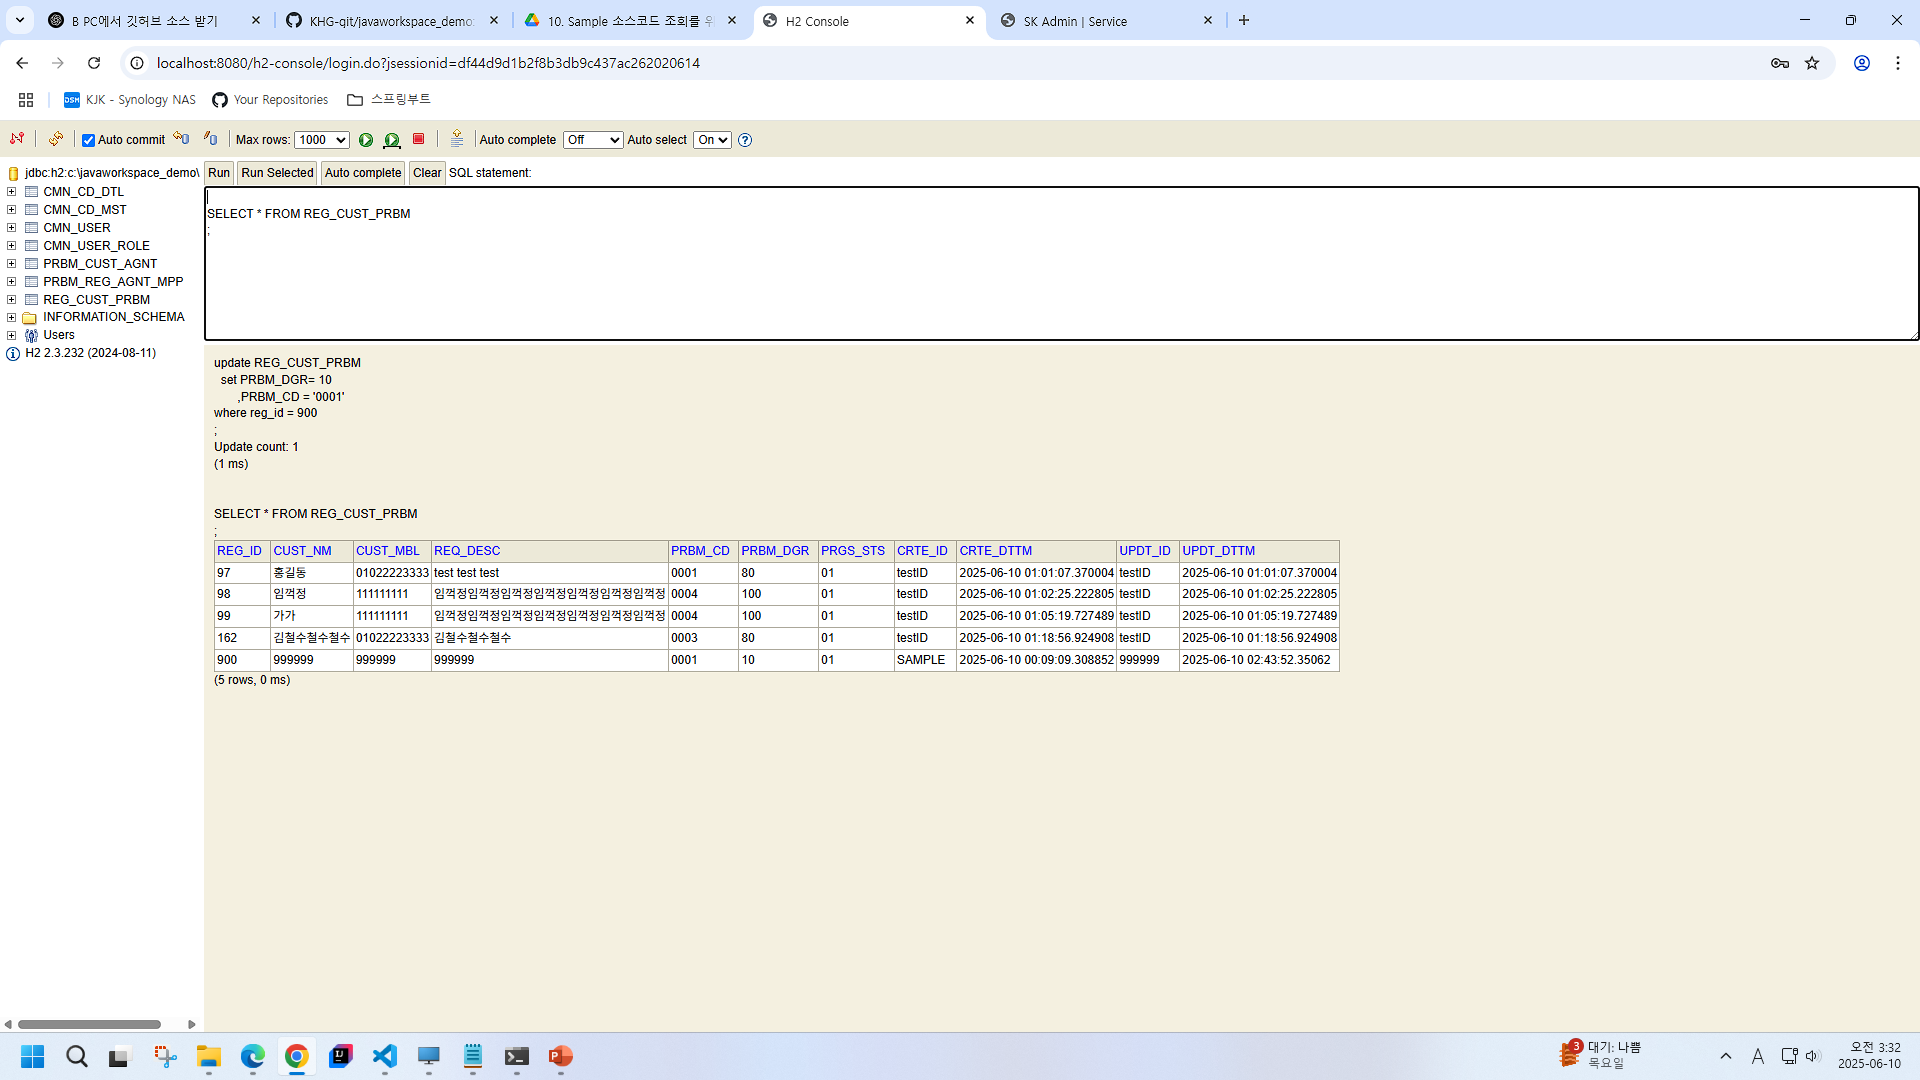 B PC에서 깃허브 소스 받기
KHG-git/javaworkspace_demo
10. Sample 소스코드 조회를 위
H2 Console
SK Admin | Service
localhost:8080/h2-console/login.do?jsessionid=df44d9d1b2f8b3db9c437ac262020614
DSM KJK - Synology NAS
Your Repositories
스프링부트
Auto commit
Max rows: 1000
Auto complete Off
Auto select On
jdbc:h2:c:\javaworkspace_demo\
CMN_CD_DTL
CMN_CD_MST
CMN_USER
CMN_USER_ROLE
PRBM_CUST_AGNT
PRBM_REG_AGNT_MPP
REG_CUST_PRBM
INFORMATION_SCHEMA
Users
H2 2.3.232 (2024-08-11)
Run Run Selected Auto complete Clear SQL statement:
SELECT * FROM REG_CUST_PRBM
;
update REG_CUST_PRBM
set PRBM_DGR= 10
,PRBM_CD = '0001'
where reg_id = 900
;
Update count: 1
(1 ms)
SELECT * FROM REG_CUST_PRBM
;
REG_ID CUST_NM CUST_MBL REQ_DESC PRBM_CD PRBM_DGR PRGS_STS CRTE_ID CRTE_DTTM UPDT_ID UPDT_DTTM
97 홍길동 01022223333 test test test 0001 80 01 testID 2025-06-10 01:01:07.370004 testID 2025-06-10 01:01:07.370004
98 임꺽정 111111111 임꺽정임꺽정임꺽정임꺽정임꺽정임꺽정임꺽정 0004 100 01 testID 2025-06-10 01:02:25.222805 testID 2025-06-10 01:02:25.222805
99 가가 111111111 임꺽정임꺽정임꺽정임꺽정임꺽정임꺽정임꺽정 0004 100 01 testID 2025-06-10 01:05:19.727489 testID 2025-06-10 01:05:19.727489
162 김철수철수철수 01022223333 김철수철수철수 0003 80 01 testID 2025-06-10 01:18:56.924908 testID 2025-06-10 01:18:56.924908
900 999999 999999 999999 0001 10 01 SAMPLE 2025-06-10 00:09:09.308852 999999 2025-06-10 02:43:52.35062
(5 rows, 0 ms)
3
대기: 나쁨
목요일
A
오전 3:32
2025-06-10